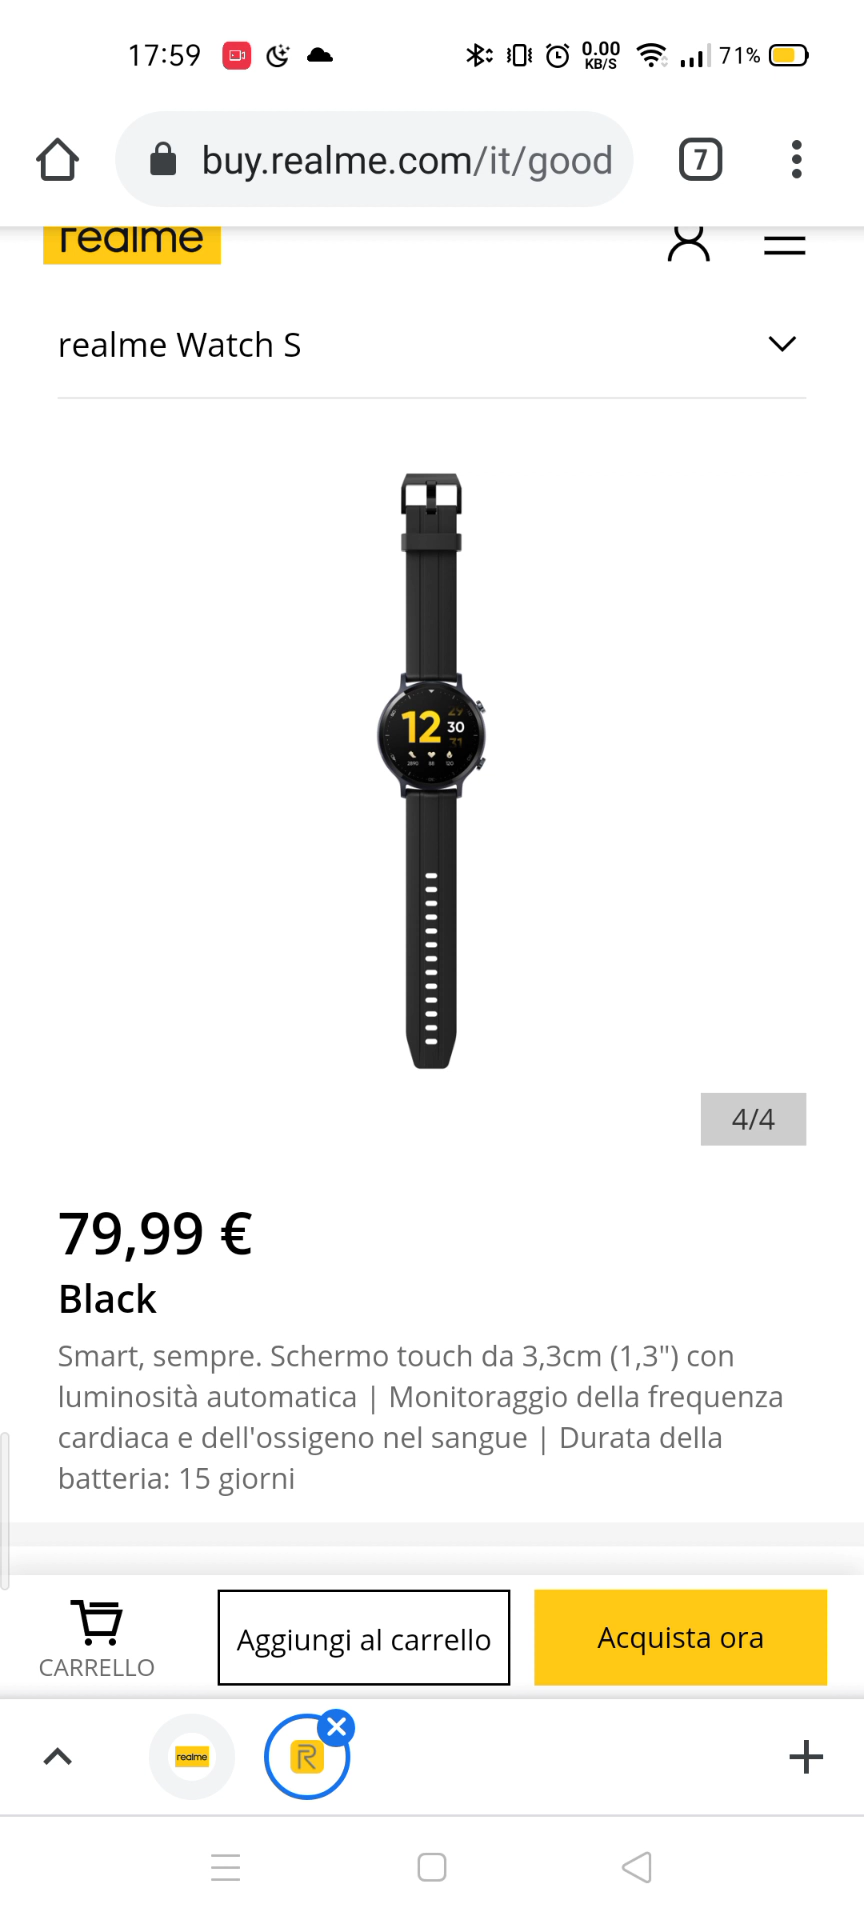 17:59
0.00
KB/S
71%
buy.realme.com/it/good
7
realme
realme Watch S
12
29
30
31
4/4
79,99 €
Black
Smart, sempre. Schermo touch da 3,3cm (1,3") con
luminosità automatica | Monitoraggio della frequenza
cardiaca e dell'ossigeno nel sangue | Durata della
batteria: 15 giorni
CARRELLO
Aggiungi al carrello
Acquista ora
realme
R